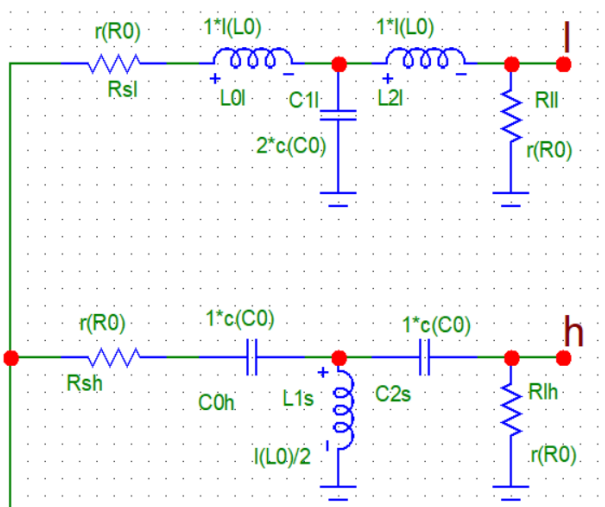 r(R0)
1*l(L0)
1*l(L0)
l
Rsl
+
−
L0l
C1l
+
−
L2l
Rll
2*c(C0)
r(R0)
r(R0)
1*c(C0)
1*c(C0)
h
Rsh
C0h
+
L1s
C2s
Rlh
l
l(L0)/2
r(R0)